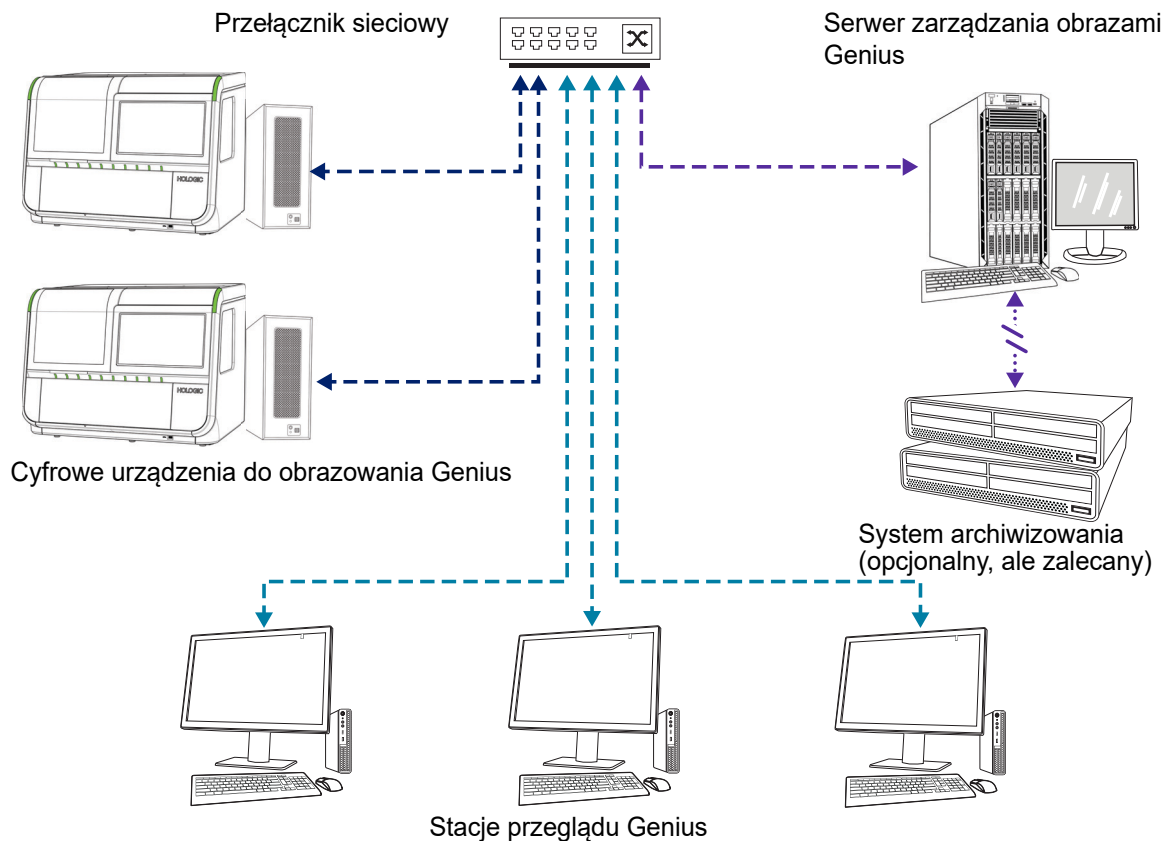 Przełącznik sieciowy
Serwer zarządzania obrazami
Genius
HOLOGIC
HOLOGIC
Cyfrowe urządzenia do obrazowania Genius
System archiwizowania
(opcjonalny, ale zalecany)
Stacje przeglądu Genius